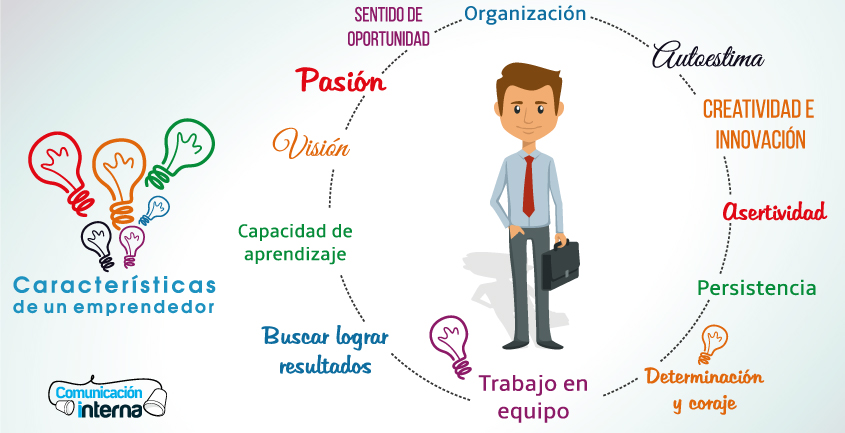 Características
de un emprendedor
Comunicación
interna
SENTIDO DE
OPORTUNIDAD
Organización
Autoestima
CREATIVIDAD E
INNOVACIÓN
Asertividad
Persistencia
Determinación
y coraje
Trabajo en
equipo
Buscar lograr
resultados
Capacidad de
aprendizaje
Visión
Pasión